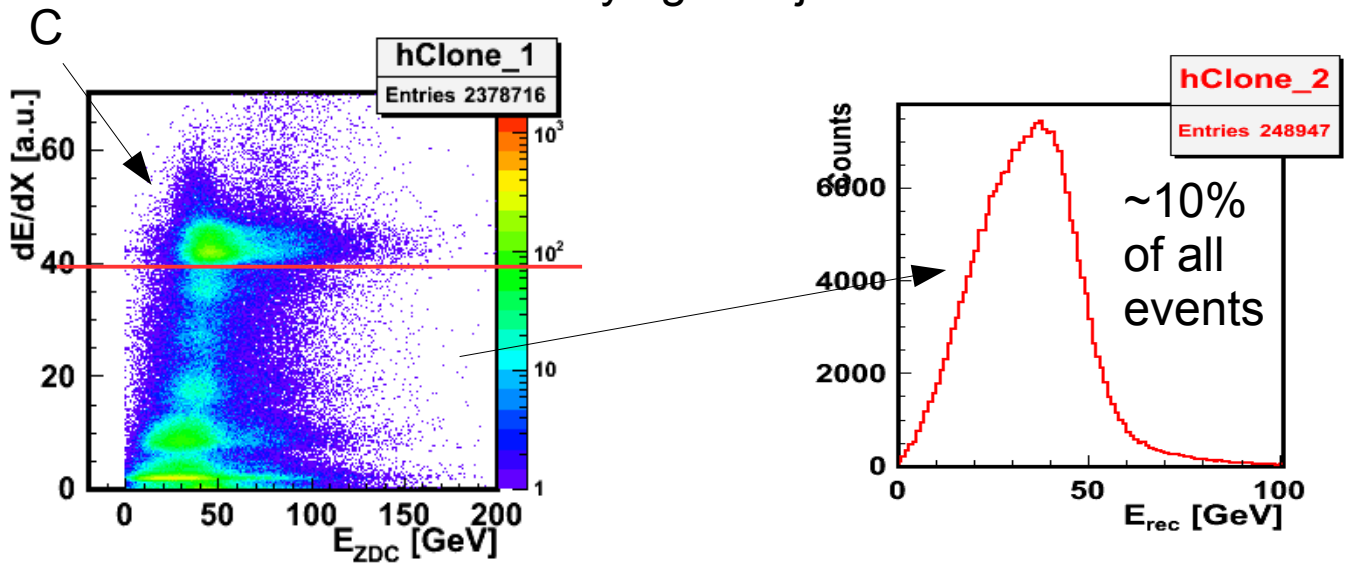 C
hClone_1
Entries 2378716
dE/dX [a.u.]
60
40
20
0
0
50
100
150
200
E_ZDC [GeV]
10³
10²
10
1
hClone_2
Entries 248947
Counts
6000
4000
2000
0
0
50
100
E_rec [GeV]
~10%
of all
events